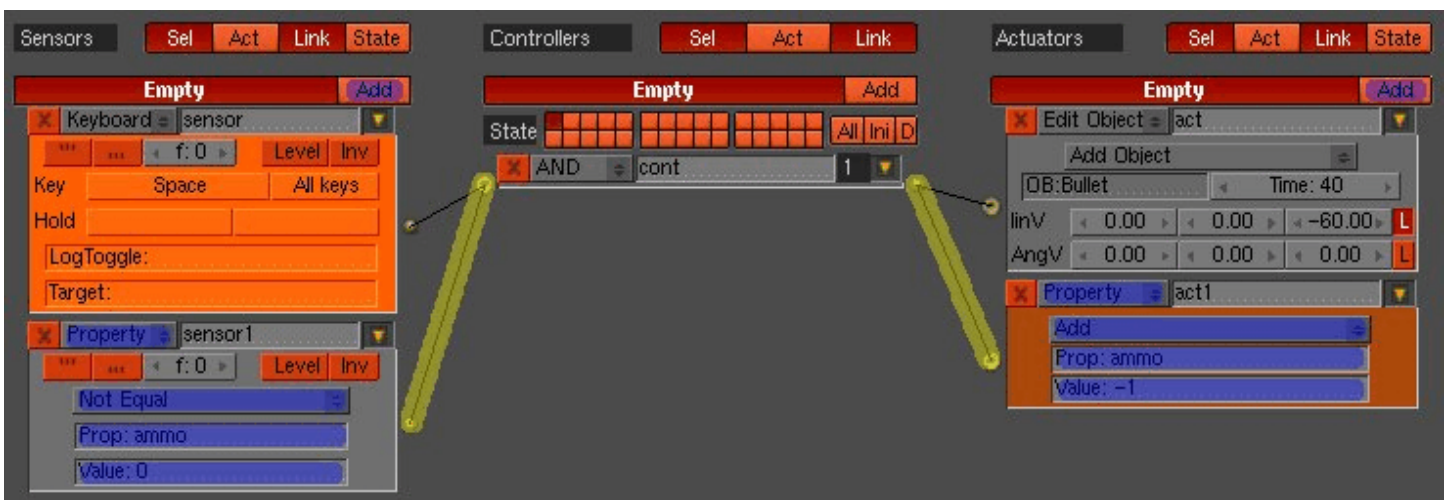 Sensors Sel Act Link State
Controllers Sel Act Link
Actuators Sel Act Link State
Empty Add
Keyboard sensor
f: 0 Level Inv
Key Space All keys
Hold
LogToggle:
Target:
Property sensor1
f: 0 Level Inv
Not Equal
Prop: ammo
Value: 0
Empty Add
State All Ini D
X AND cont 1
Empty Add
X Edit Object act
Add Object
OB:Bullet Time: 40
linV 0.00 0.00 -60.00 L
AngV 0.00 0.00 0.00 L
X Property act1
Add
Prop: ammo
Value: -1